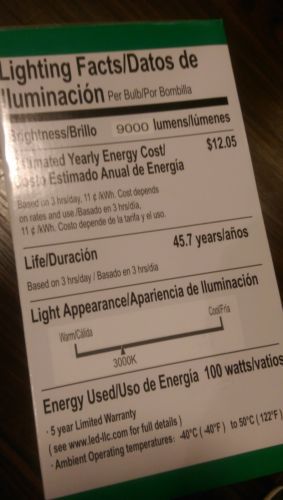 Lighting Facts/Datos de
Iluminación Per Bulb/Por Bombilla
Brightness/Brillo 9000 lumens/lúmenes
Estimated Yearly Energy Cost/ $12.05
Costo Estimado Anual de Energía
Based on 3 hrs/day, 11 ¢/kWh. Cost depends
on rates and use./Basado en 3 hrs/día,
11 ¢/kWh. Costo depende de la tarifa y el uso.
Life/Duración 45.7 years/años
Based on 3 hrs/day / Basado en 3 hrs/día
Light Appearance/Apariencia de Iluminación
Warm/Cálida Cool/Fría
3000K
Energy Used/Uso de Energía 100 watts/vatios
· 5 year Limited Warranty
( see www.led-llc.com for full details )
· Ambient Operating temperatures: -40°C ( -40°F ) to 50°C ( 122°F )